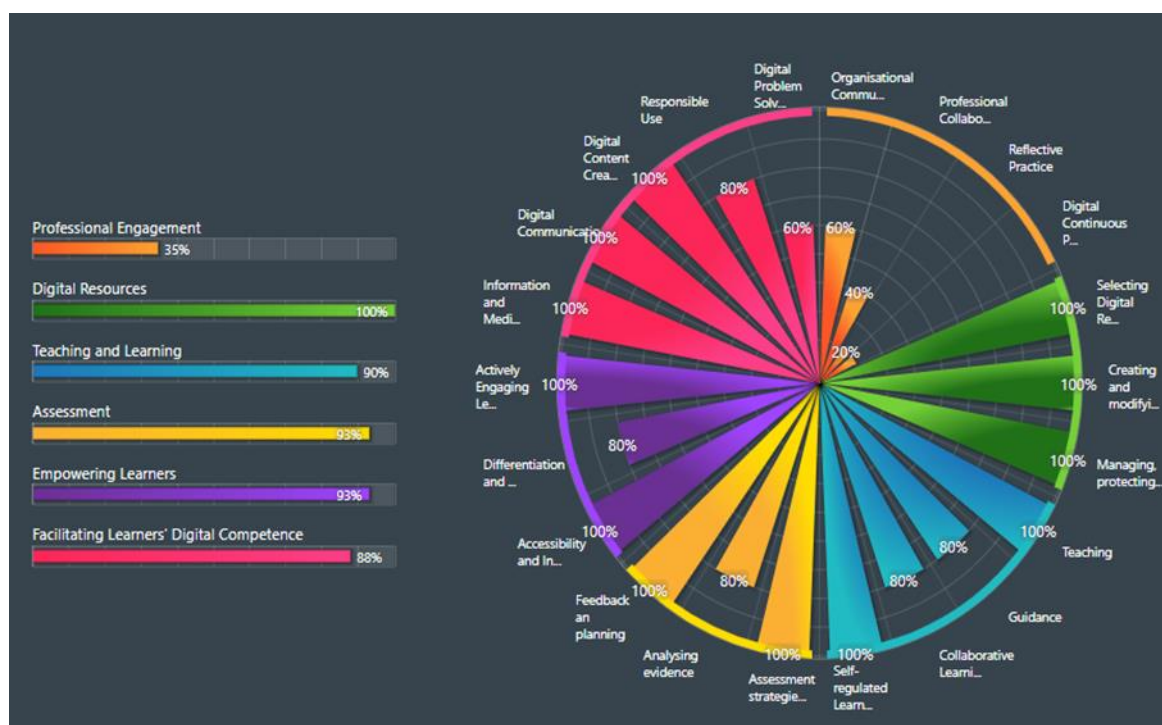 Professional Engagement
35%
Digital Resources
100%
Teaching and Learning
90%
Assessment
93%
Empowering Learners
93%
Facilitating Learners' Digital Competence
88%
Digital
Problem
Solv...
Organisational
Commu...
Professional
Collabo...
Reflective
Practice
Digital
Continuous
P...
Selecting
Digital
Re...
Creating
and
modifyi...
Managing,
protecting...
Teaching
Guidance
Collaborative
Learni...
Self-
regulated
Learn...
Assessment
strategie...
Analysing
evidence
Feedback
an
planning
Accessibility
and In...
Differentiation
and ...
Actively
Engaging
Le...
Information
and
Medi...
Digital
Communicatio
Digital
Content
Crea...
Responsible
Use
60%
40%
20%
100%
100%
100%
100%
80%
80%
100%
100%
80%
100%
100%
80%
100%
100%
100%
100%
80%
60%